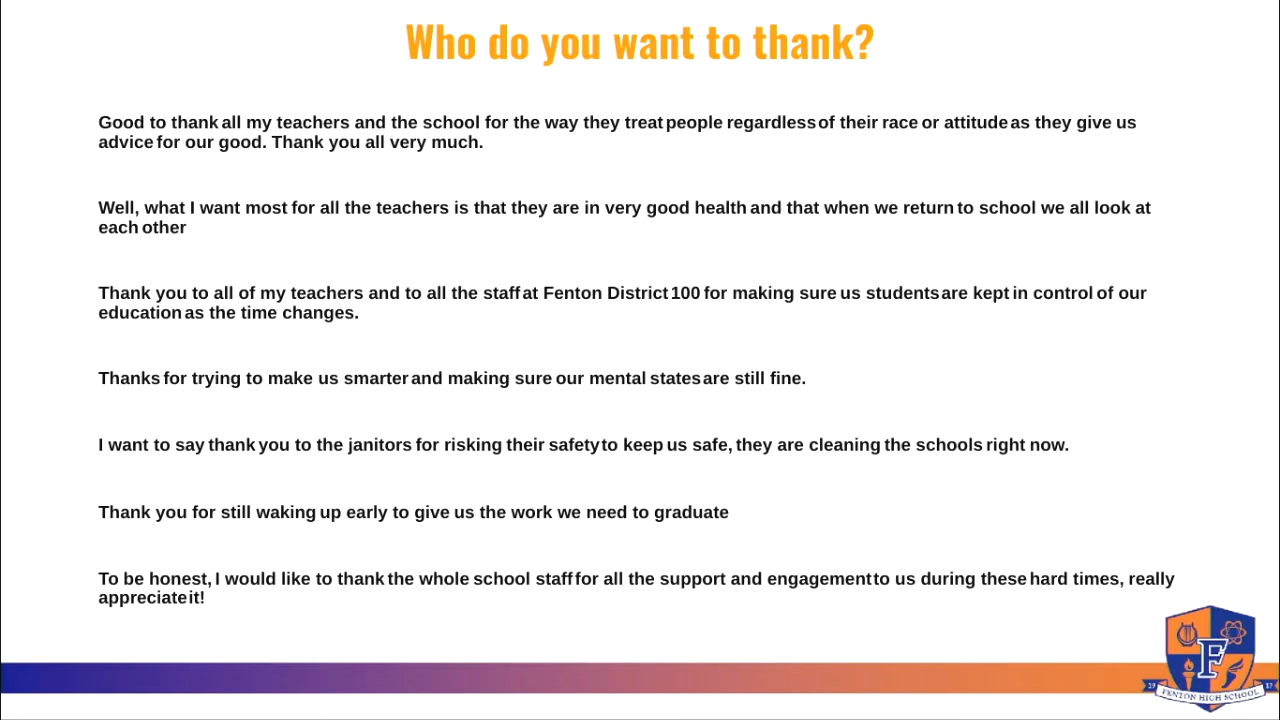 Who do you want to thank?
Good to thank all my teachers and the school for the way they treat people regardless of their race or attitude as they give us
advice for our good. Thank you all very much.
Well, what I want most for all the teachers is that they are in very good health and that when we return to school we all look at
each other
Thank you to all of my teachers and to all the staff at Fenton District 100 for making sure us students are kept in control of our
education as the time changes.
Thanks for trying to make us smarter and making sure our mental states are still fine.
I want to say thank you to the janitors for risking their safety to keep us safe, they are cleaning the schools right now.
Thank you for still waking up early to give us the work we need to graduate
To be honest, I would like to thank the whole school staff for all the support and engagement to us during these hard times, really
appreciate it!
F
FENTON HIGH SCHOOL